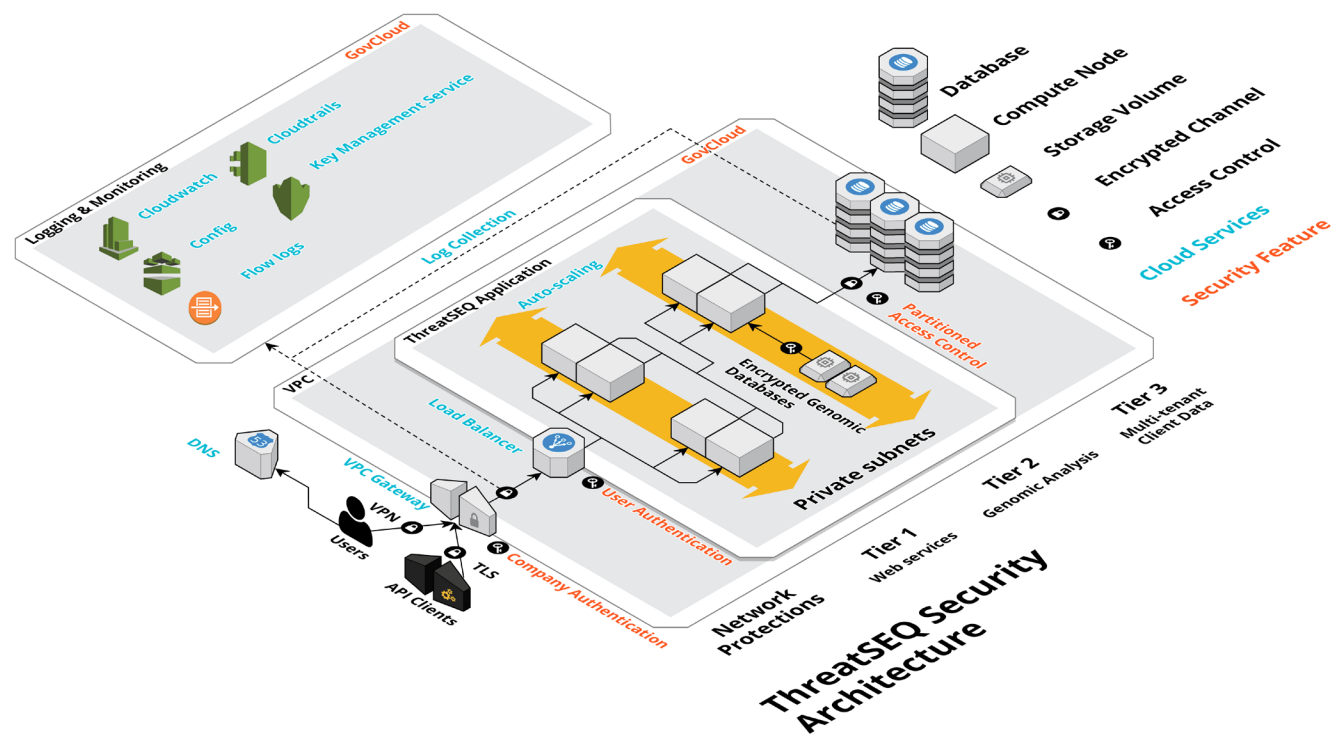 GovCloud
Logging & Monitoring
Cloudtrails
Key Management Service
Cloudwatch
Config
Flow logs
Log Collection
GovCloud
Database
Compute Node
Storage Volume
Encrypted Channel
Access Control
Cloud Services
Security Feature
VPC
ThreatSEQ Application
Auto-scaling
Partitioned
Access Control
Encrypted Genomic
Databases
Private subnets
Load Balancer
User Authentication
DNS
53
VPC Gateway
VPN
Users
TLS
API Clients
Company Authentication
Network
Protections
Tier 1
Web services
Tier 2
Genomic Analysis
Tier 3
Multi-tenant
Client Data
ThreatSEQ Security
Architecture